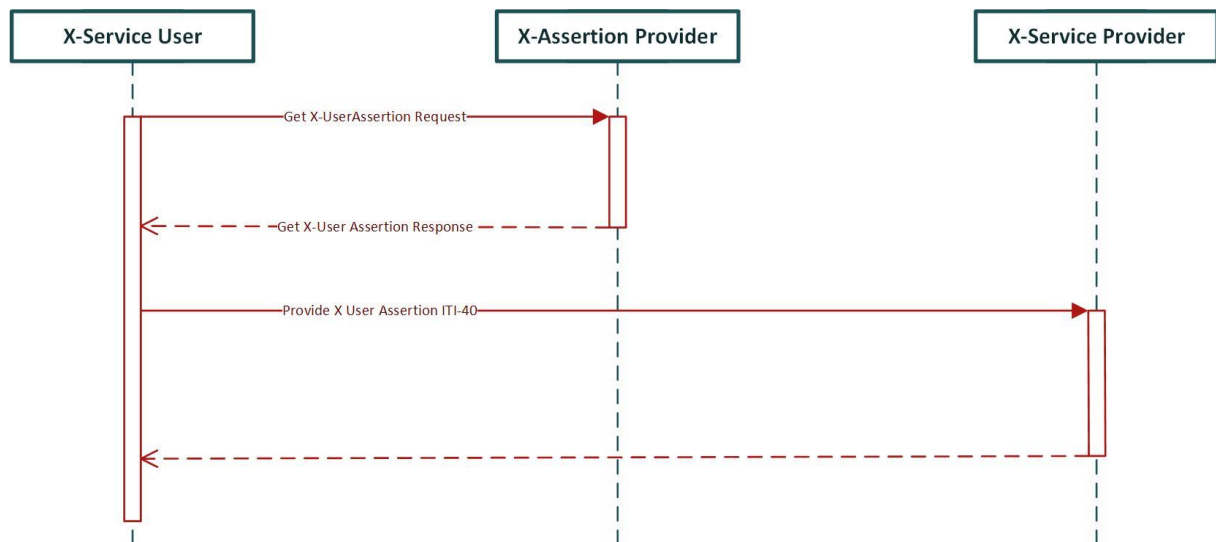 X-Service User
X-Assertion Provider
X-Service Provider
Get X-UserAssertion Request
Get X-User Assertion Response
Provide X User Assertion ITI-40